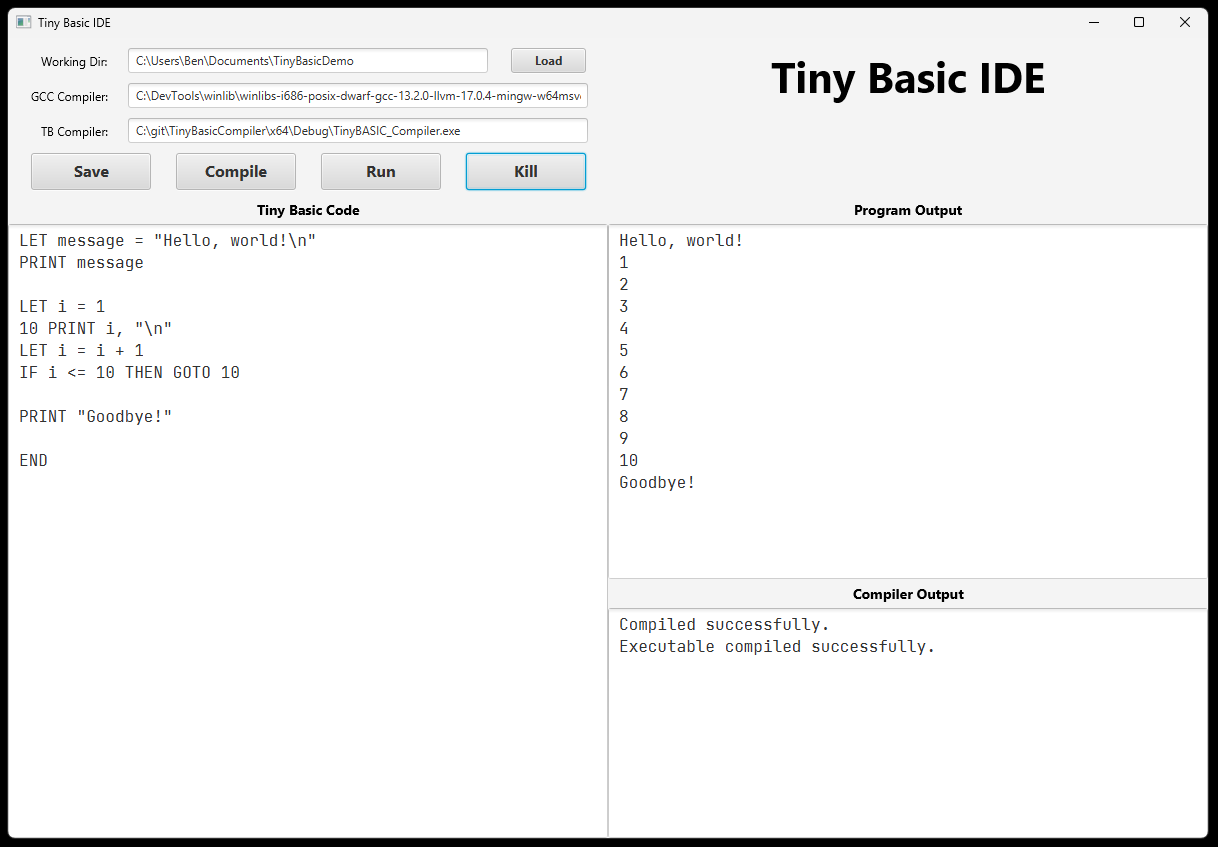 Tiny Basic IDE
Working Dir: C:\Users\Ben\Documents\TinyBasicDemo Load
GCC Compiler: C:\DevTools\winlib\winlibs-i686-posix-dwarf-gcc-13.2.0-llvm-17.0.4-mingw-w64msv
TB Compiler: C:\git\TinyBasicCompiler\x64\Debug\TinyBASIC_Compiler.exe
Save Compile Run Kill
Tiny Basic IDE
Tiny Basic Code
LET message = "Hello, world!\n"
PRINT message
LET i = 1
10 PRINT i, "\n"
LET i = i + 1
IF i <= 10 THEN GOTO 10
PRINT "Goodbye!"
END
Program Output
Hello, world!
1
2
3
4
5
6
7
8
9
10
Goodbye!
Compiler Output
Compiled successfully.
Executable compiled successfully.